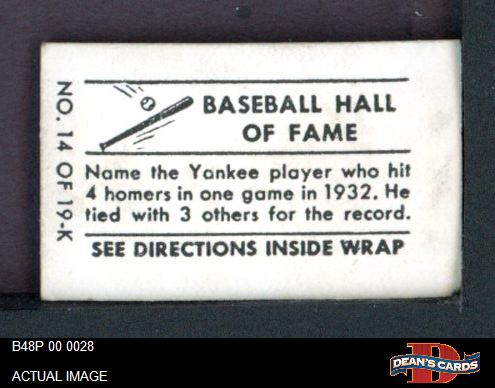 BASEBALL HALL
OF FAME
Name the Yankee player who hit
4 homers in one game in 1932. He
tied with 3 others for the record.
SEE DIRECTIONS INSIDE WRAP
NO. 14 OF 19-K
B48P 00 0028
ACTUAL IMAGE
DEAN'S CARDS